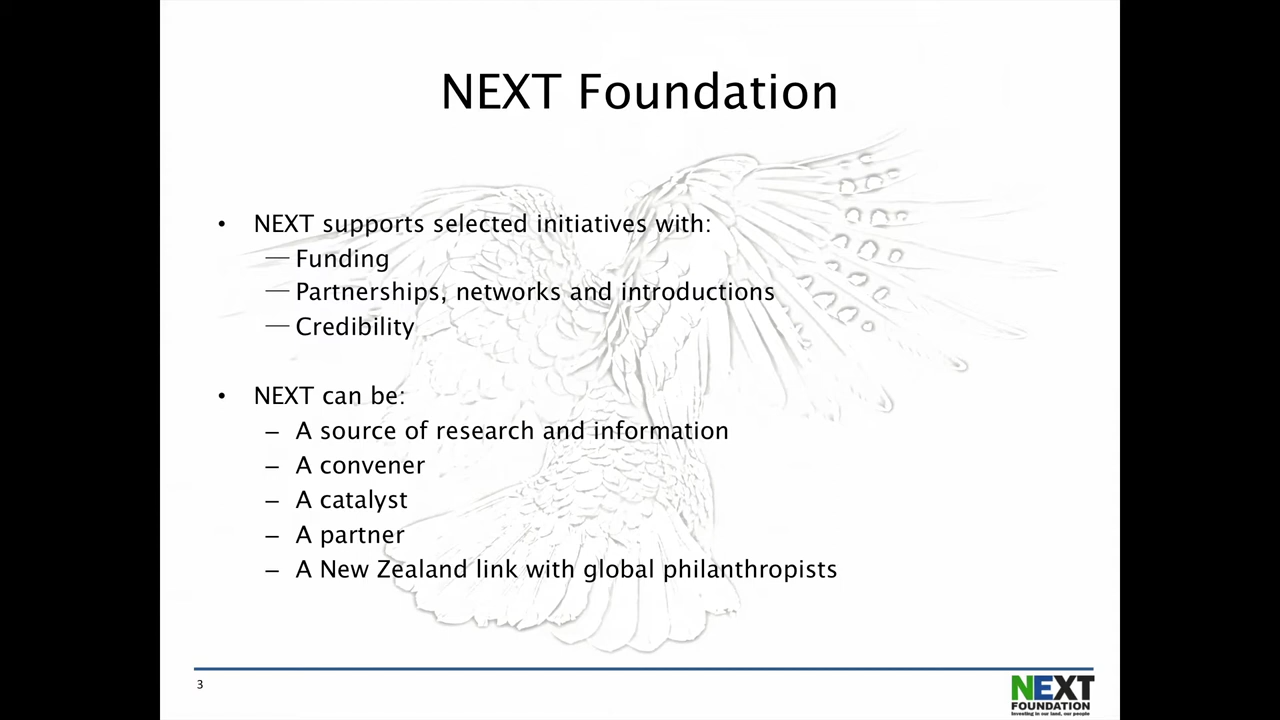 NEXT Foundation
• NEXT supports selected initiatives with:
— Funding
— Partnerships, networks and introductions
— Credibility
• NEXT can be:
– A source of research and information
– A convener
– A catalyst
– A partner
– A New Zealand link with global philanthropists
3
NEXT
FOUNDATION
Investing in our land, our people